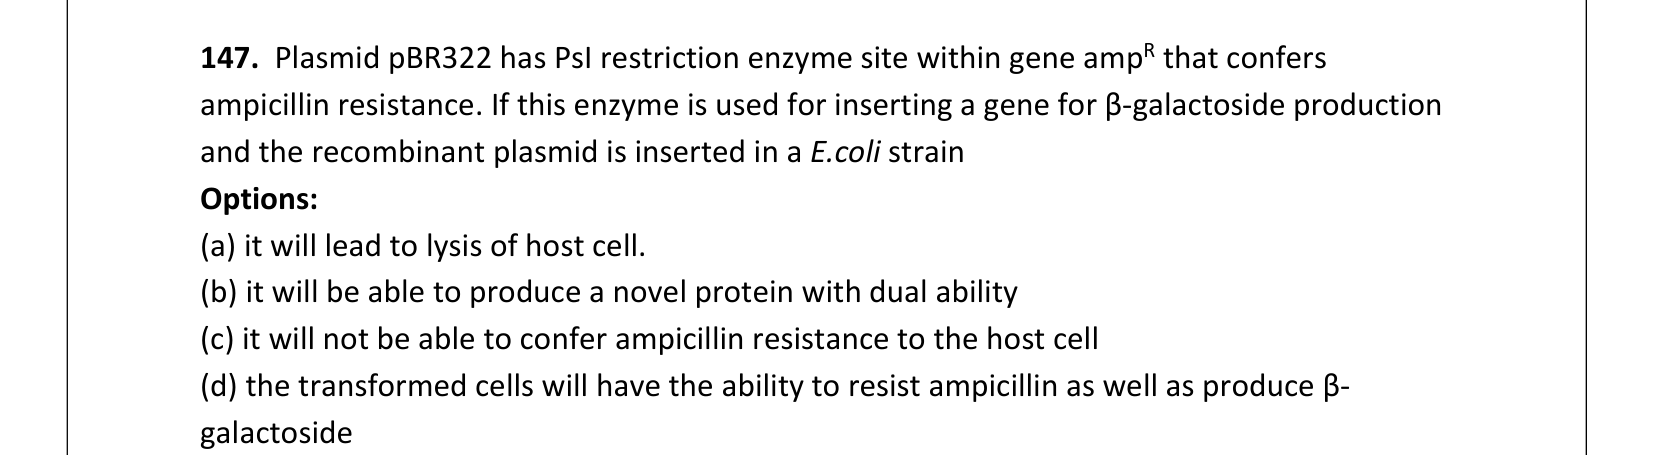 147. Plasmid pBR322 has PsI restriction enzyme site within gene ampᴿ that confers
ampicillin resistance. If this enzyme is used for inserting a gene for β-galactoside production
and the recombinant plasmid is inserted in a E.coli strain
Options:
(a) it will lead to lysis of host cell.
(b) it will be able to produce a novel protein with dual ability
(c) it will not be able to confer ampicillin resistance to the host cell
(d) the transformed cells will have the ability to resist ampicillin as well as produce β-
galactoside